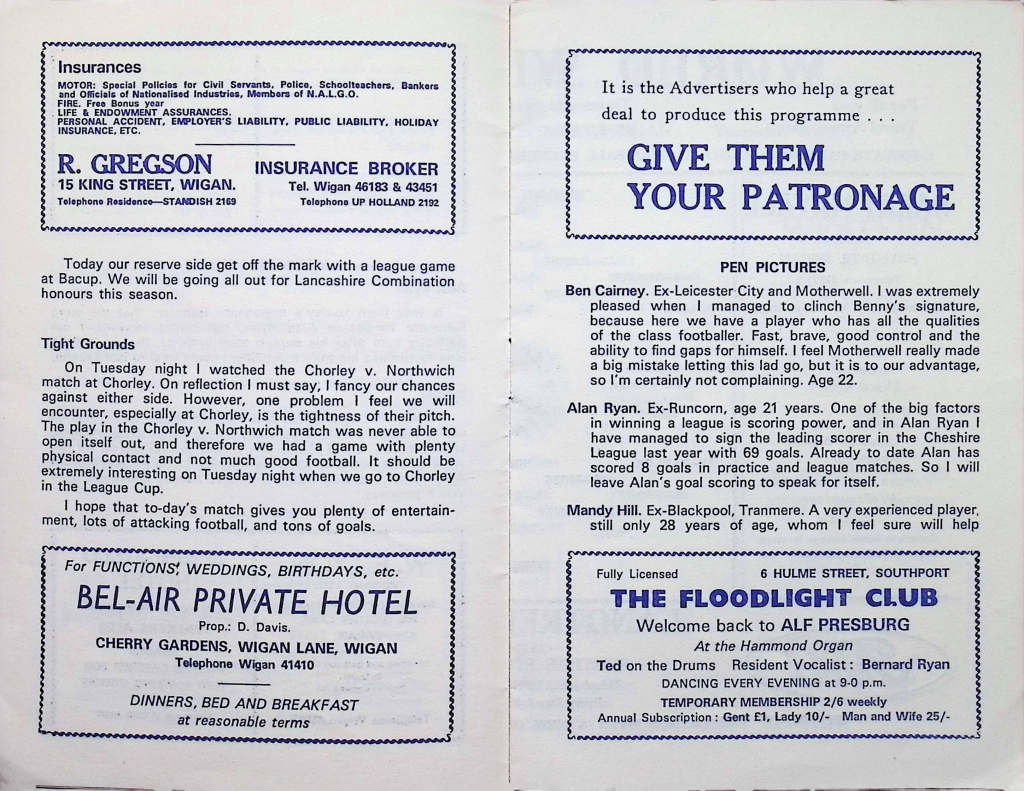 Insurances
MOTOR: Special Policies for Civil Servants, Police, Schoolteachers, Bankers
and Officials of Nationalised Industries, Members of N.A.L.G.O.
FIRE. Free Bonus year
LIFE & ENDOWMENT ASSURANCES.
PERSONAL ACCIDENT, EMPLOYER'S LIABILITY, PUBLIC LIABILITY, HOLIDAY
INSURANCE, ETC.
R. GREGSON INSURANCE BROKER
15 KING STREET, WIGAN. Tel. Wigan 46183 & 43451
Telephone Residence—STANDISH 2169 Telephone UP HOLLAND 2192
Today our reserve side get off the mark with a league game
at Bacup. We will be going all out for Lancashire Combination
honours this season.
Tight Grounds
On Tuesday night I watched the Chorley v. Northwich
match at Chorley. On reflection I must say, I fancy our chances
against either side. However, one problem I feel we will
encounter, especially at Chorley, is the tightness of their pitch.
The play in the Chorley v. Northwich match was never able to
open itself out, and therefore we had a game with plenty
physical contact and not much good football. It should be
extremely interesting on Tuesday night when we go to Chorley
in the League Cup.
I hope that to-day's match gives you plenty of entertain-
ment, lots of attacking football, and tons of goals.
For FUNCTIONS, WEDDINGS, BIRTHDAYS, etc.
BEL-AIR PRIVATE HOTEL
Prop.: D. Davis.
CHERRY GARDENS, WIGAN LANE, WIGAN
Telephone Wigan 41410
DINNERS, BED AND BREAKFAST
at reasonable terms
It is the Advertisers who help a great
deal to produce this programme . . .
GIVE THEM
YOUR PATRONAGE
PEN PICTURES
Ben Cairney. Ex-Leicester City and Motherwell. I was extremely
pleased when I managed to clinch Benny's signature,
because here we have a player who has all the qualities
of the class footballer. Fast, brave, good control and the
ability to find gaps for himself. I feel Motherwell really made
a big mistake letting this lad go, but it is to our advantage,
so I'm certainly not complaining. Age 22.
Alan Ryan. Ex-Runcorn, age 21 years. One of the big factors
in winning a league is scoring power, and in Alan Ryan I
have managed to sign the leading scorer in the Cheshire
League last year with 69 goals. Already to date Alan has
scored 8 goals in practice and league matches. So I will
leave Alan's goal scoring to speak for itself.
Mandy Hill. Ex-Blackpool, Tranmere. A very experienced player,
still only 28 years of age, whom I feel sure will help
Fully Licensed 6 HULME STREET, SOUTHPORT
THE FLOODLIGHT CLUB
Welcome back to ALF PRESBURG
At the Hammond Organ
Ted on the Drums Resident Vocalist: Bernard Ryan
DANCING EVERY EVENING at 9-0 p.m.
TEMPORARY MEMBERSHIP 2/6 weekly
Annual Subscription: Gent £1, Lady 10/- Man and Wife 25/-